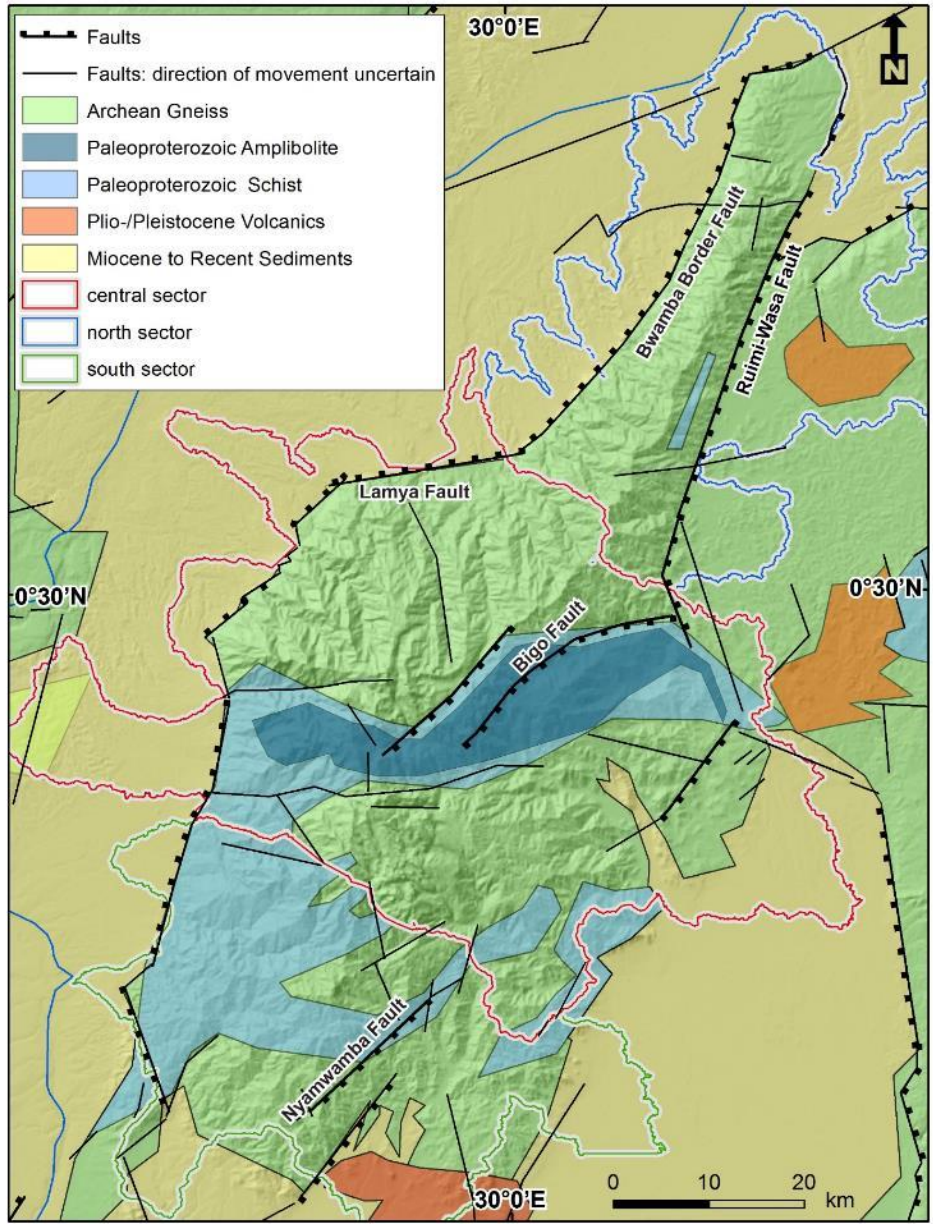 30°0'E
N
Faults
Faults: direction of movement uncertain
Archean Gneiss
Paleoproterozoic Amplibolite
Paleoproterozoic Schist
Plio-/Pleistocene Volcanics
Miocene to Recent Sediments
central sector
north sector
south sector
Bwamba Border Fault
Ruimi-Wasa Fault
Lamya Fault
0°30'N
0°30'N
Bigo Fault
Nyamwamba Fault
30°0'E
0 10 20
km